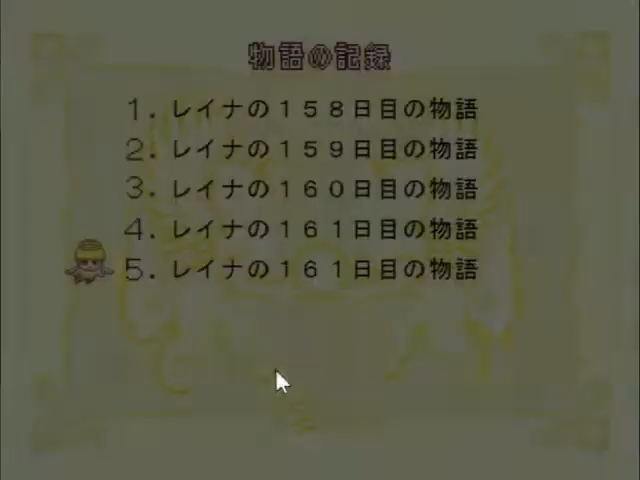 物語の記録
1．レイナの１５８日目の物語
2．レイナの１５９日目の物語
3．レイナの１６０日目の物語
4．レイナの１６１日目の物語
5．レイナの１６１日目の物語